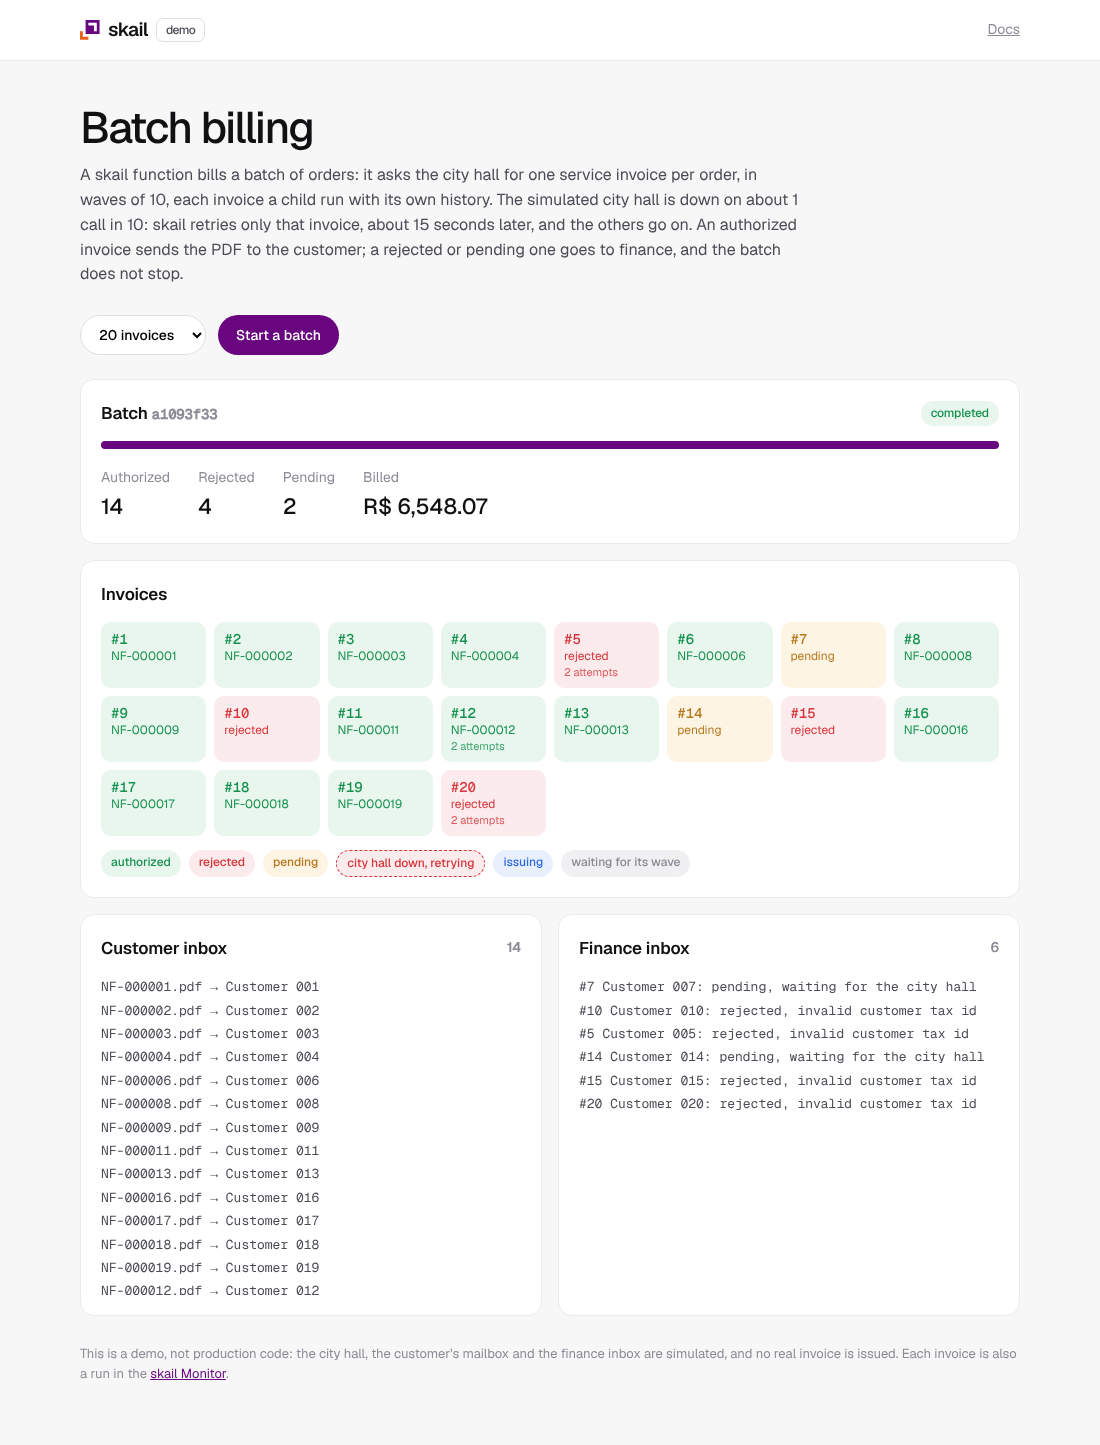 skail demo Docs
Batch billing
A skail function bills a batch of orders: it asks the city hall for one service invoice per order, in
waves of 10, each invoice a child run with its own history. The simulated city hall is down on about 1
call in 10: skail retries only that invoice, about 15 seconds later, and the others go on. An authorized
invoice sends the PDF to the customer; a rejected or pending one goes to finance, and the batch
does not stop.
20 invoices Start a batch
Batch a1093f33 completed
Authorized Rejected Pending Billed
14 4 2 R$ 6,548.07
Invoices
#1 #2 #3 #4 #5 #6 #7 #8
NF-000001 NF-000002 NF-000003 NF-000004 rejected NF-000006 pending NF-000008
2 attempts
#9 #10 #11 #12 #13 #14 #15 #16
NF-000009 rejected NF-000011 NF-000012 NF-000013 pending rejected NF-000016
2 attempts
#17 #18 #19 #20
NF-000017 NF-000018 NF-000019 rejected
2 attempts
authorized rejected pending city hall down, retrying issuing waiting for its wave
Customer inbox 14
NF-000001.pdf → Customer 001
NF-000002.pdf → Customer 002
NF-000003.pdf → Customer 003
NF-000004.pdf → Customer 004
NF-000006.pdf → Customer 006
NF-000008.pdf → Customer 008
NF-000009.pdf → Customer 009
NF-000011.pdf → Customer 011
NF-000013.pdf → Customer 013
NF-000016.pdf → Customer 016
NF-000017.pdf → Customer 017
NF-000018.pdf → Customer 018
NF-000019.pdf → Customer 019
NF-000012.pdf → Customer 012
Finance inbox 6
#7 Customer 007: pending, waiting for the city hall
#10 Customer 010: rejected, invalid customer tax id
#5 Customer 005: rejected, invalid customer tax id
#14 Customer 014: pending, waiting for the city hall
#15 Customer 015: rejected, invalid customer tax id
#20 Customer 020: rejected, invalid customer tax id
This is a demo, not production code: the city hall, the customer's mailbox and the finance inbox are simulated, and no real invoice is issued. Each invoice is also
a run in the skail Monitor.